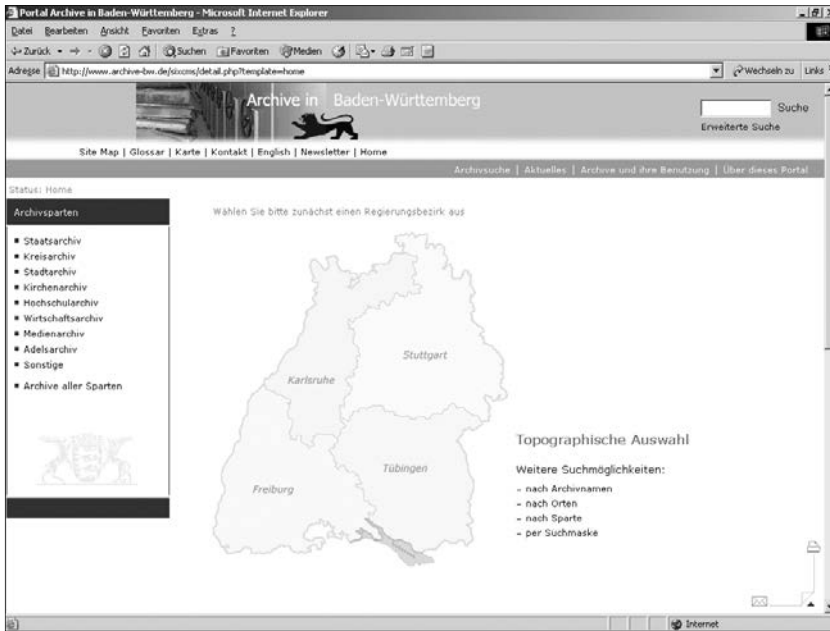 Portal Archive in Baden-Württemberg - Microsoft Internet Explorer
Datei Bearbeiten Ansicht Favoriten Extras ?
Zurück Suchen Favoriten Medien
Adresse http://www.archive-bw.de/sixcms/detail.php?template=home Wechseln zu Links
Archive in Baden-Württemberg
Suche
Erweiterte Suche
Site Map | Glossar | Karte | Kontakt | English | Newsletter | Home
Archivsuche | Aktuelles | Archive und ihre Benutzung | Über dieses Portal
Status: Home
Archivsparten
Wählen Sie bitte zunächst einen Regierungsbezirk aus
Staatsarchiv
Kreisarchiv
Stadtarchiv
Kirchenarchiv
Hochschularchiv
Wirtschaftsarchiv
Medienarchiv
Adelsarchiv
Sonstige
Archive aller Sparten
Stuttgart
Karlsruhe
Tübingen
Freiburg
Topographische Auswahl
Weitere Suchmöglichkeiten:
- nach Archivnamen
- nach Orten
- nach Sparte
- per Suchmaske
Internet